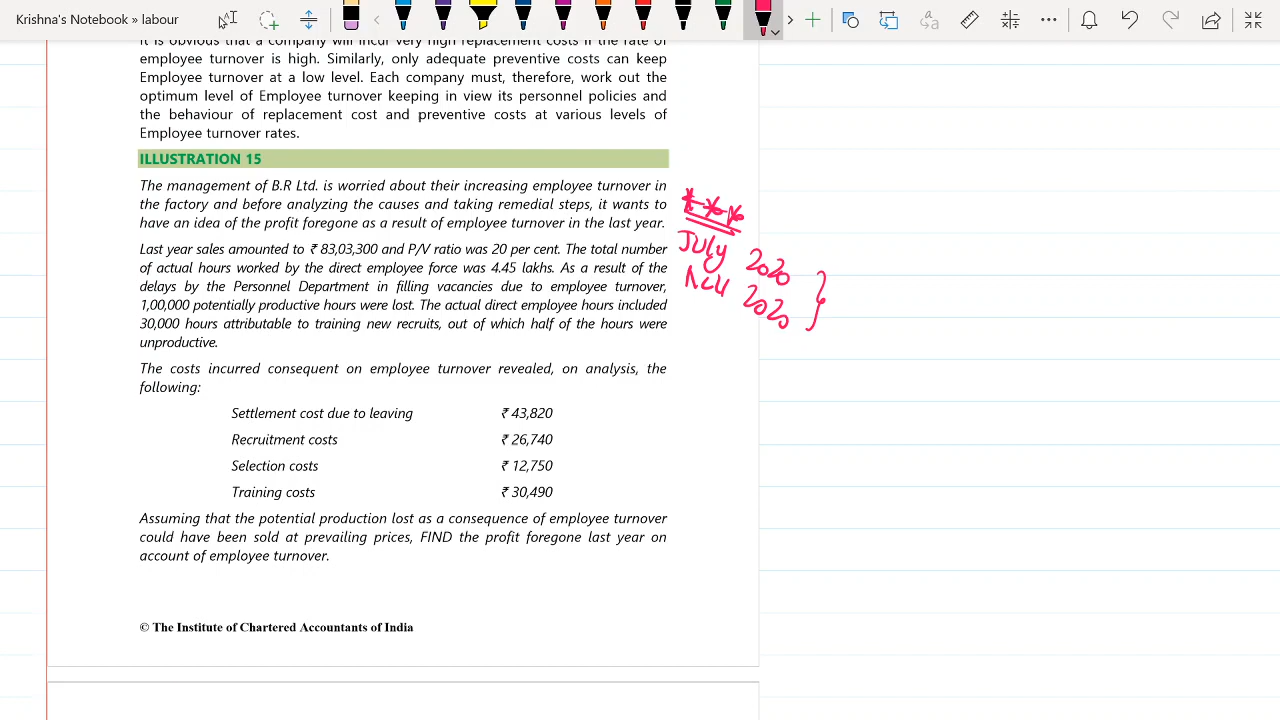 Krishna's Notebook » labour
It is obvious that a company will incur very high replacement costs if the rate of
employee turnover is high. Similarly, only adequate preventive costs can keep
Employee turnover at a low level. Each company must, therefore, work out the
optimum level of Employee turnover keeping in view its personnel policies and
the behaviour of replacement cost and preventive costs at various levels of
Employee turnover rates.
ILLUSTRATION 15
The management of B.R Ltd. is worried about their increasing employee turnover in
the factory and before analyzing the causes and taking remedial steps, it wants to
have an idea of the profit foregone as a result of employee turnover in the last year.
Last year sales amounted to ₹ 83,03,300 and P/V ratio was 20 per cent. The total number
of actual hours worked by the direct employee force was 4.45 lakhs. As a result of the
delays by the Personnel Department in filling vacancies due to employee turnover,
1,00,000 potentially productive hours were lost. The actual direct employee hours included
30,000 hours attributable to training new recruits, out of which half of the hours were
unproductive.
July 2020
2020
The costs incurred consequent on employee turnover revealed, on analysis, the
following:
Settlement cost due to leaving ₹ 43,820
Recruitment costs ₹ 26,740
Selection costs ₹ 12,750
Training costs ₹ 30,490
Assuming that the potential production lost as a consequence of employee turnover
could have been sold at prevailing prices, FIND the profit foregone last year on
account of employee turnover.
© The Institute of Chartered Accountants of India